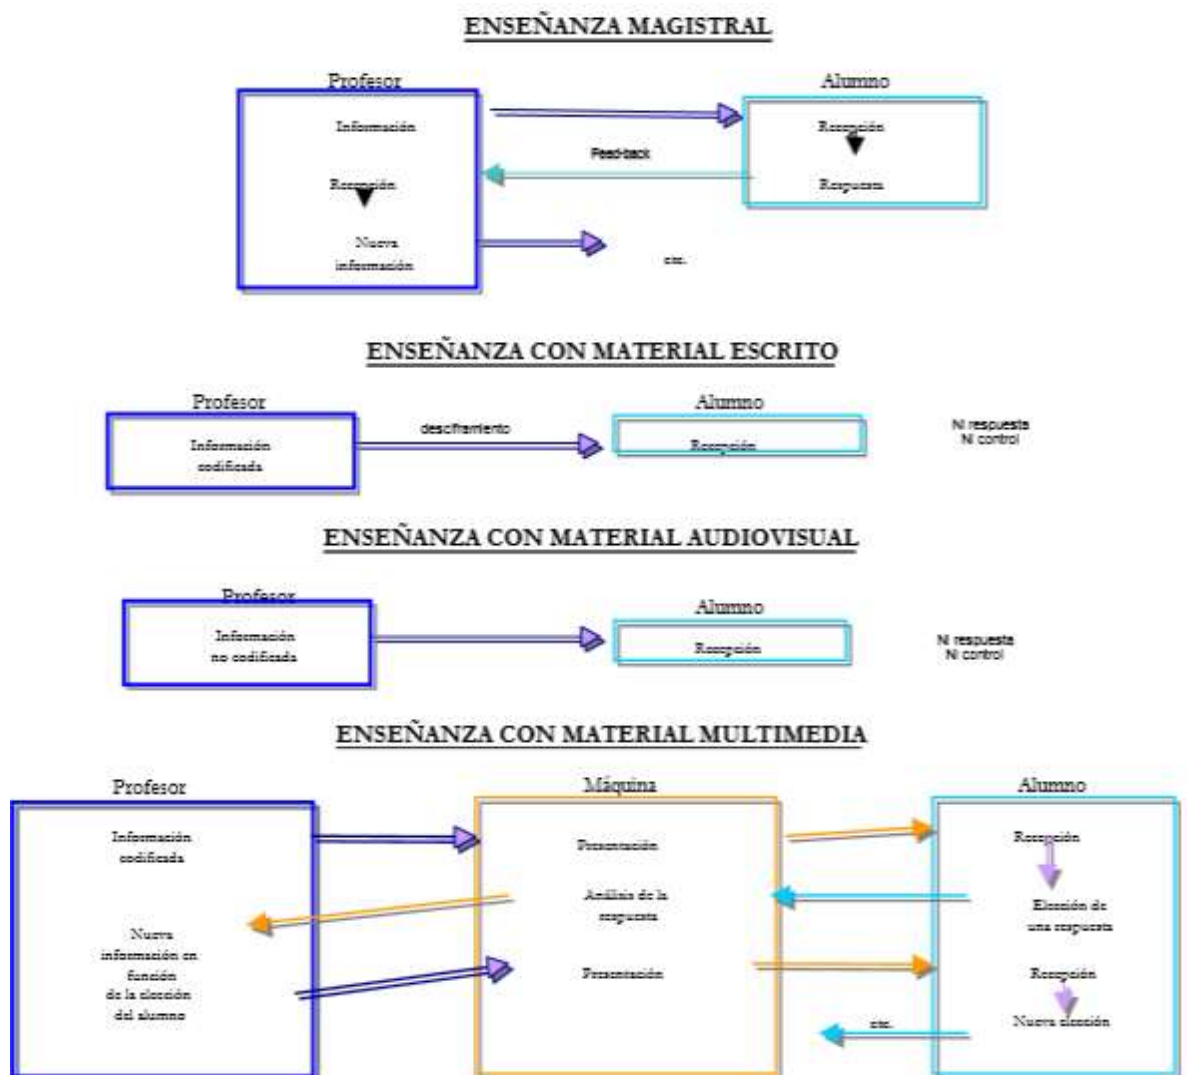 ENSEÑANZA MAGISTRAL
Profesor
Alumno
Información
Recepción
Feed-back
Recepción
Respuesta
Nueva
información
etc.
ENSEÑANZA CON MATERIAL ESCRITO
Profesor
Alumno
Información
codificada
desciframiento
Recepción
Ni respuesta
Ni control
ENSEÑANZA CON MATERIAL AUDIOVISUAL
Profesor
Alumno
Información
no codificada
Recepción
Ni respuesta
Ni control
ENSEÑANZA CON MATERIAL MULTIMEDIA
Profesor
Máquina
Alumno
Información
codificada
Presentación
Recepción
Análisis de la
respuesta
Elección de
una respuesta
Nueva
información en
función
de la elección
del alumno
Presentación
Recepción
etc.
Nueva elección